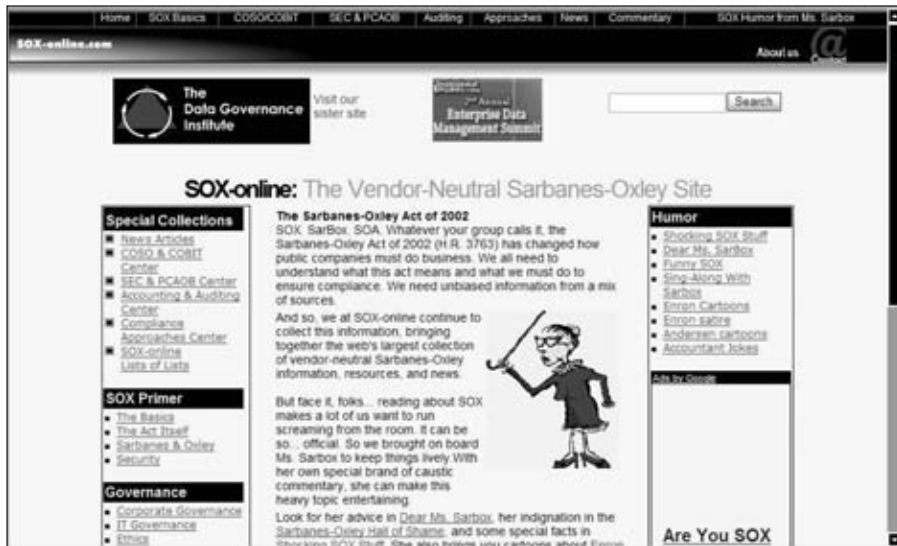 Home SOX Basics COSO/COBIT SEC & PCAOB Auditing Approaches News Commentary SOX Humor from Ms. Sarbox
SOX-online.com
About us
@
Contact
The
Data Governance
Institute
Visit our
sister site
2nd Annual
Enterprise Data
Management Summit
Search
SOX-online: The Vendor-Neutral Sarbanes-Oxley Site
Special Collections
News Articles
COSO & COBIT
Center
SEC & PCAOB Center
Accounting & Auditing
Center
Compliance
Approaches Center
SOX-online
Lists of Lists
SOX Primer
The Basics
The Act Itself
Sarbanes & Oxley
Security
Governance
Corporate Governance
IT Governance
Ethics
The Sarbanes-Oxley Act of 2002
SOX. SarBox. SOA. Whatever your group calls it, the
Sarbanes-Oxley Act of 2002 (H.R. 3763) has changed how
public companies must do business. We all need to
understand what this act means and what we must do to
ensure compliance. We need unbiased information from a mix
of sources.
And so, we at SOX-online continue to
collect this information, bringing
together the web's largest collection
of vendor-neutral Sarbanes-Oxley
information, resources, and news.
But face it, folks... reading about SOX
makes a lot of us want to run
screaming from the room. It can be
so... official. So we brought on board
Ms. Sarbox to keep things lively. With
her own special brand of caustic
commentary, she can make this
heavy topic entertaining.
Look for her advice in Dear Ms. Sarbox, her indignation in the
Sarbanes-Oxley Hall of Shame, and some special facts in
Shocking SOX Stuff. She also brings you cartoons about Enron
Humor
Shocking SOX Stuff
Dear Ms. SarBox
Funny SOX
Sing-Along With
Sarbox
Enron Cartoons
Enron satire
Andersen cartoons
Accountant Jokes
Ads by Google
Are You SOX